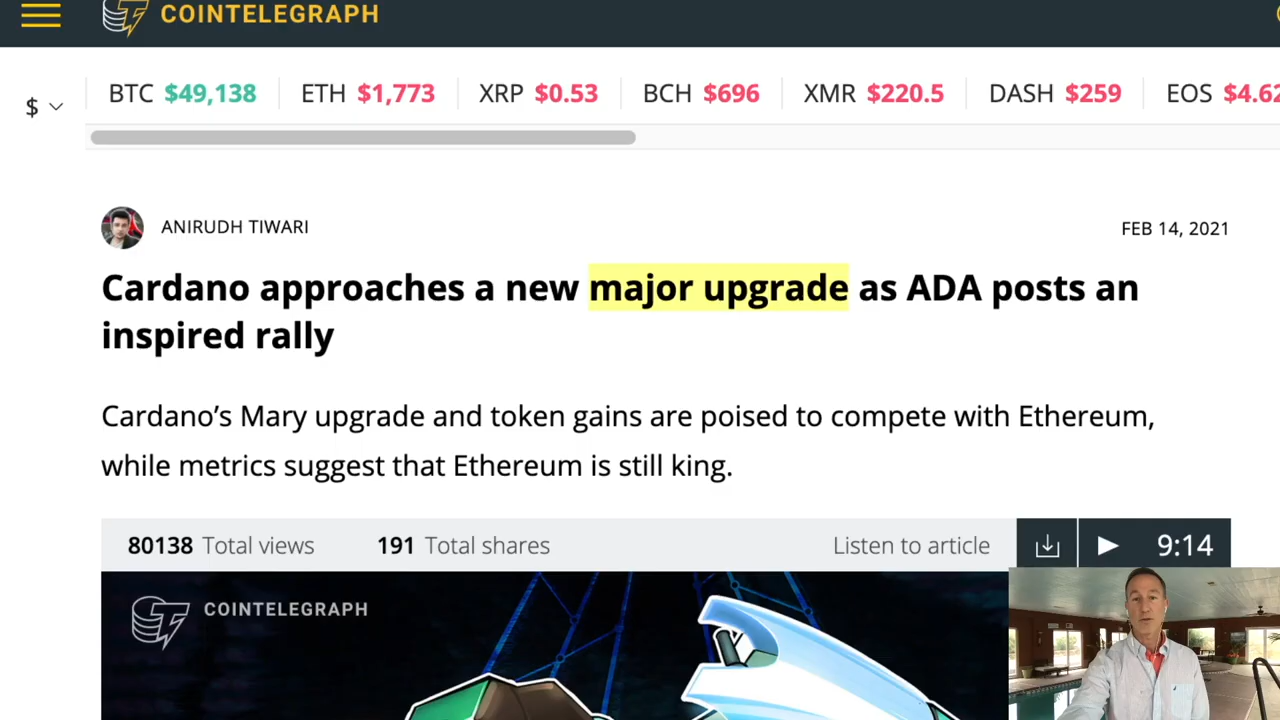 COINTELEGRAPH
$ BTC $49,138 ETH $1,773 XRP $0.53 BCH $696 XMR $220.5 DASH $259 EOS
ANIRUDH TIWARI FEB 14, 2021
Cardano approaches a new major upgrade as ADA posts an
inspired rally
Cardano’s Mary upgrade and token gains are poised to compete with Ethereum,
while metrics suggest that Ethereum is still king.
80138 Total views 191 Total shares Listen to article 9:14
COINTELEGRAPH